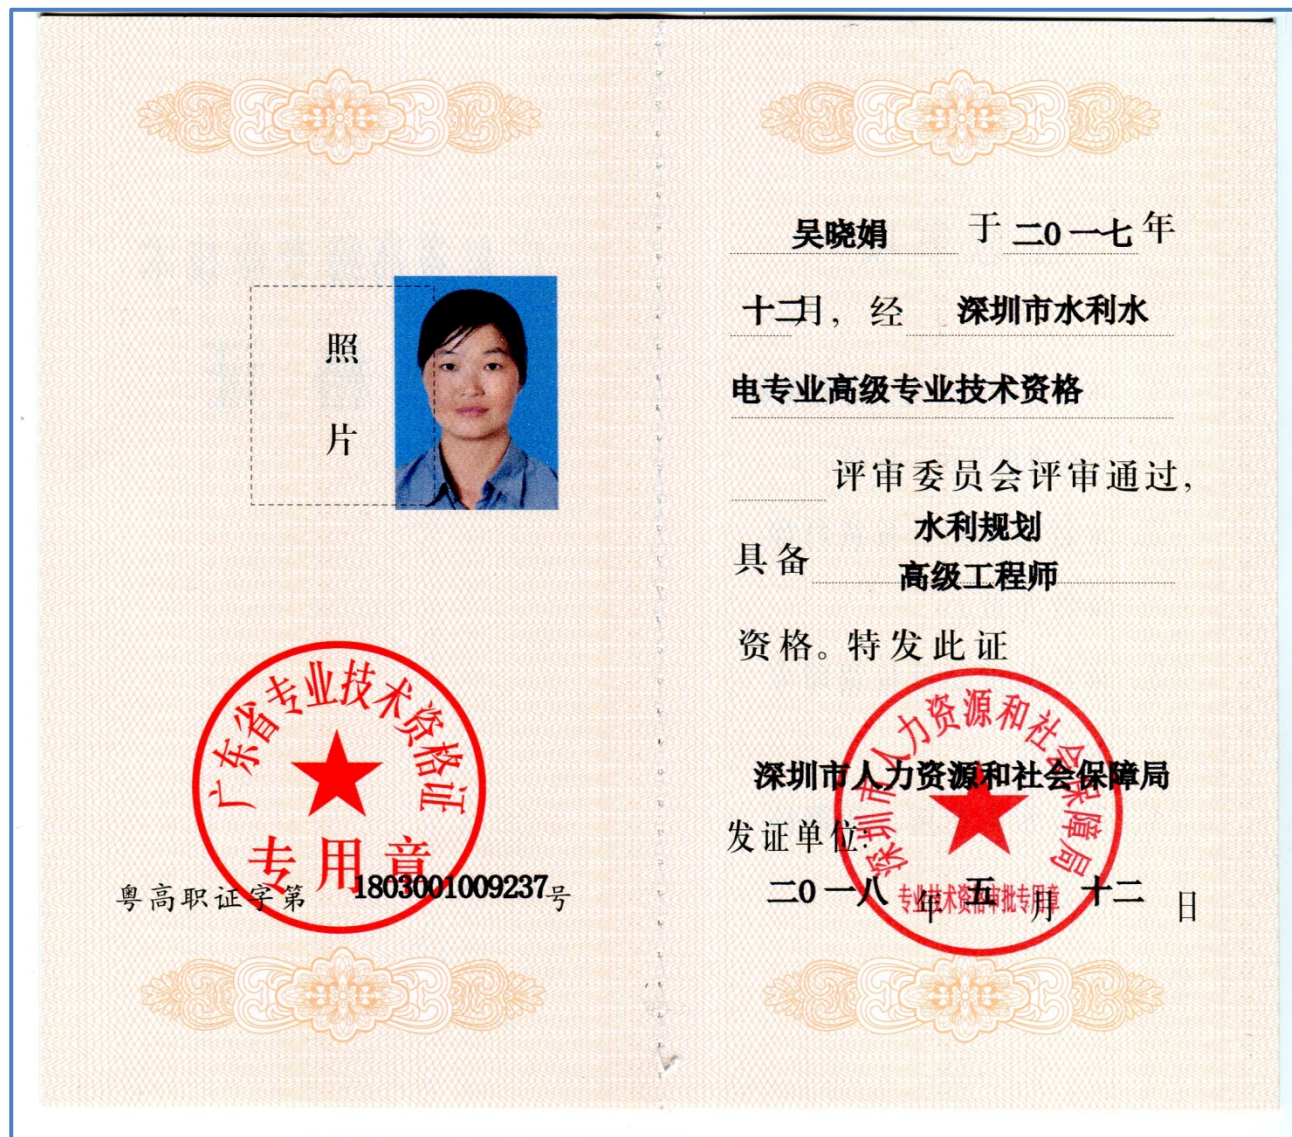 照
片
广东省专业技术资格证
专用章
粤高职证字第 1803001009237号
吴晓娟 于 二0一七年
十二月，经 深圳市水利水
电专业高级专业技术资格
评审委员会评审通过，
水利规划
具备
高级工程师
资格。特发此证
深圳市人力资源和社会保障局
深圳市人力资源和社会保障局
发证单位：
专业技术资格审批专用章
二0一八 年 五 月 十二 日